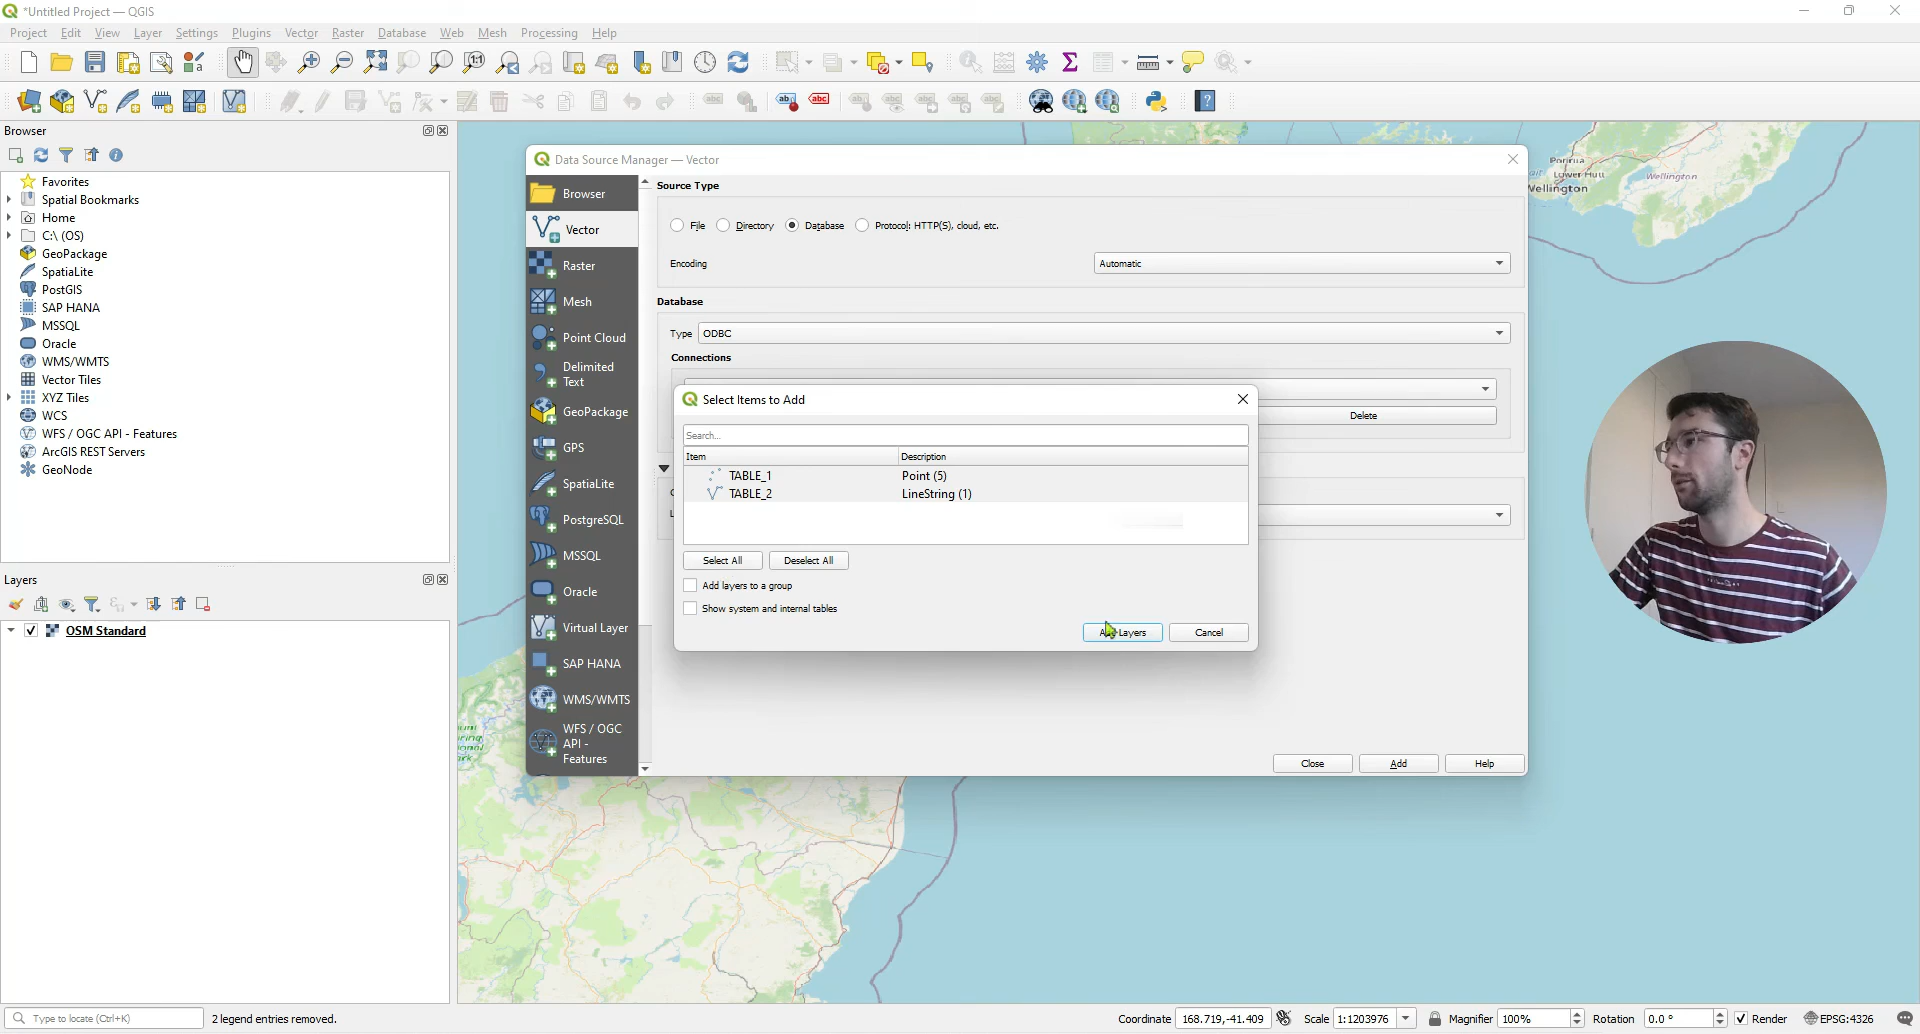 *Untitled Project — QGIS
Project Edit View Layer Settings Plugins Vector Raster Database Web Mesh Processing Help
Browser
Favorites
Spatial Bookmarks
Home
C:\ (OS)
GeoPackage
SpatiaLite
PostGIS
SAP HANA
MSSQL
Oracle
WMS/WMTS
Vector Tiles
XYZ Tiles
WCS
WFS / OGC API - Features
ArcGIS REST Servers
GeoNode
Layers
OSM Standard
Data Source Manager — Vector
Browser
Vector
Raster
Mesh
Point Cloud
Delimited
Text
GeoPackage
GPS
SpatiaLite
PostgreSQL
MSSQL
Oracle
Virtual Layer
SAP HANA
WMS/WMTS
WFS / OGC
API -
Features
Source Type
File Directory Database Protocol: HTTP(S), cloud, etc.
Encoding Automatic
Database
Type ODBC
Connections
Delete
Select Items to Add
Search...
Item Description
TABLE_1 Point (5)
TABLE_2 LineString (1)
Select All Deselect All
Add layers to a group
Show system and internal tables
Layers Cancel
Close Add Help
Porirua
Lower Hutt
Wellington
Wellington
Type to locate (Ctrl+K) 2 legend entries removed. Coordinate 168.719,-41.409 Scale 1:1203976 Magnifier 100% Rotation 0.0 ° Render EPSG:4326